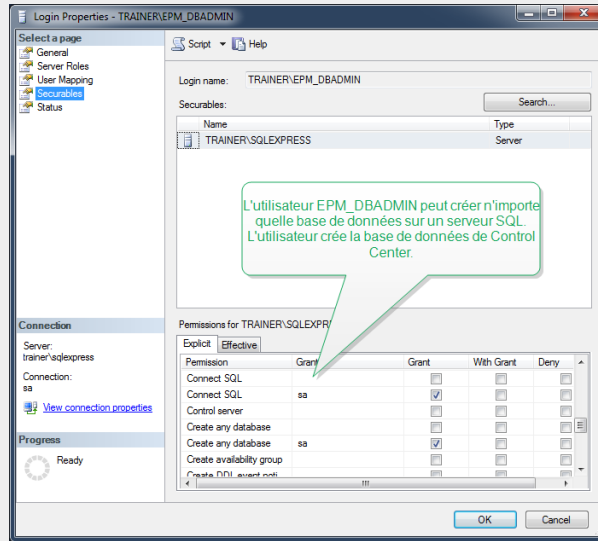 Login Properties - TRAINER\EPM_DBADMIN
Select a page
General
Server Roles
User Mapping
Securables
Status
Script Help
Login name: TRAINER\EPM_DBADMIN
Securables: Search...
Name Type
TRAINER\SQLEXPRESS Server
L'utilisateur EPM_DBADMIN peut créer n'importe
quelle base de données sur un serveur SQL.
L'utilisateur crée la base de données de Control
Center.
Connection
Server:
trainer\sqlexpress
Connection:
sa
View connection properties
Progress
Ready
Permissions for TRAINER\SQLEXPR
Explicit Effective
Permission Grant Grant With Grant Deny
Connect SQL
Connect SQL sa
Control server
Create any database
Create any database sa
Create availability group
Create DDL event noti
OK Cancel